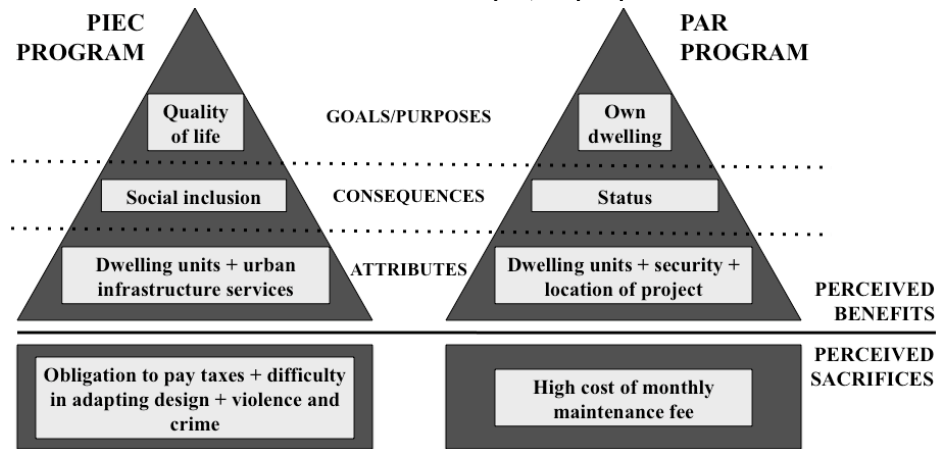 PIEC
PROGRAM
PAR
PROGRAM
Quality
of life
GOALS/PURPOSES
Own
dwelling
Social inclusion
CONSEQUENCES
Status
Dwelling units + urban
infrastructure services
ATTRIBUTES
Dwelling units + security +
location of project
PERCEIVED
BENEFITS
Obligation to pay taxes + difficulty
in adapting design + violence and
crime
High cost of monthly
maintenance fee
PERCEIVED
SACRIFICES